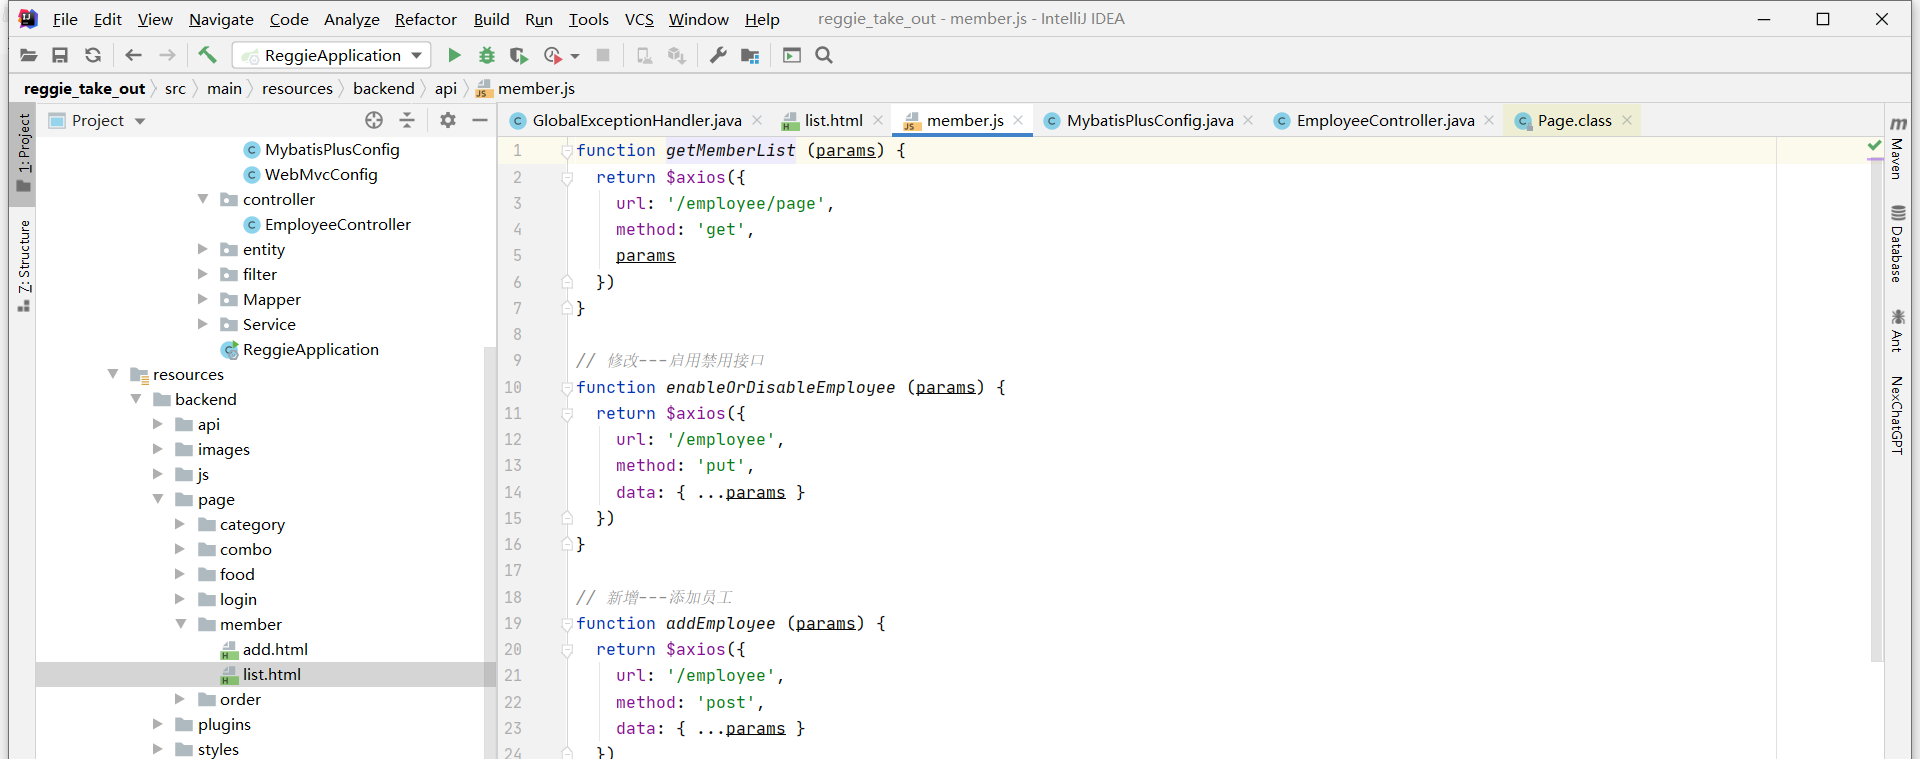 File Edit View Navigate Code Analyze Refactor Build Run Tools VCS Window Help reggie_take_out - member.js - IntelliJ IDEA
ReggieApplication
reggie_take_out src main resources backend api member.js
Project
GlobalExceptionHandler.java list.html member.js MybatisPlusConfig.java EmployeeController.java Page.class
1: Project
Z: Structure
MybatisPlusConfig
WebMvcConfig
controller
EmployeeController
entity
filter
Mapper
Service
ReggieApplication
resources
backend
api
images
js
page
category
combo
food
login
member
add.html
list.html
order
plugins
styles
1 function getMemberList (params) {
2 return $axios({
3 url: '/employee/page',
4 method: 'get',
5 params
6 })
7 }
8
9 // 修改---启用禁用接口
10 function enableOrDisableEmployee (params) {
11 return $axios({
12 url: '/employee',
13 method: 'put',
14 data: { ...params }
15 })
16 }
17
18 // 新增---添加员工
19 function addEmployee (params) {
20 return $axios({
21 url: '/employee',
22 method: 'post',
23 data: { ...params }
24 })
Maven
Database
Ant
NexChatGPT